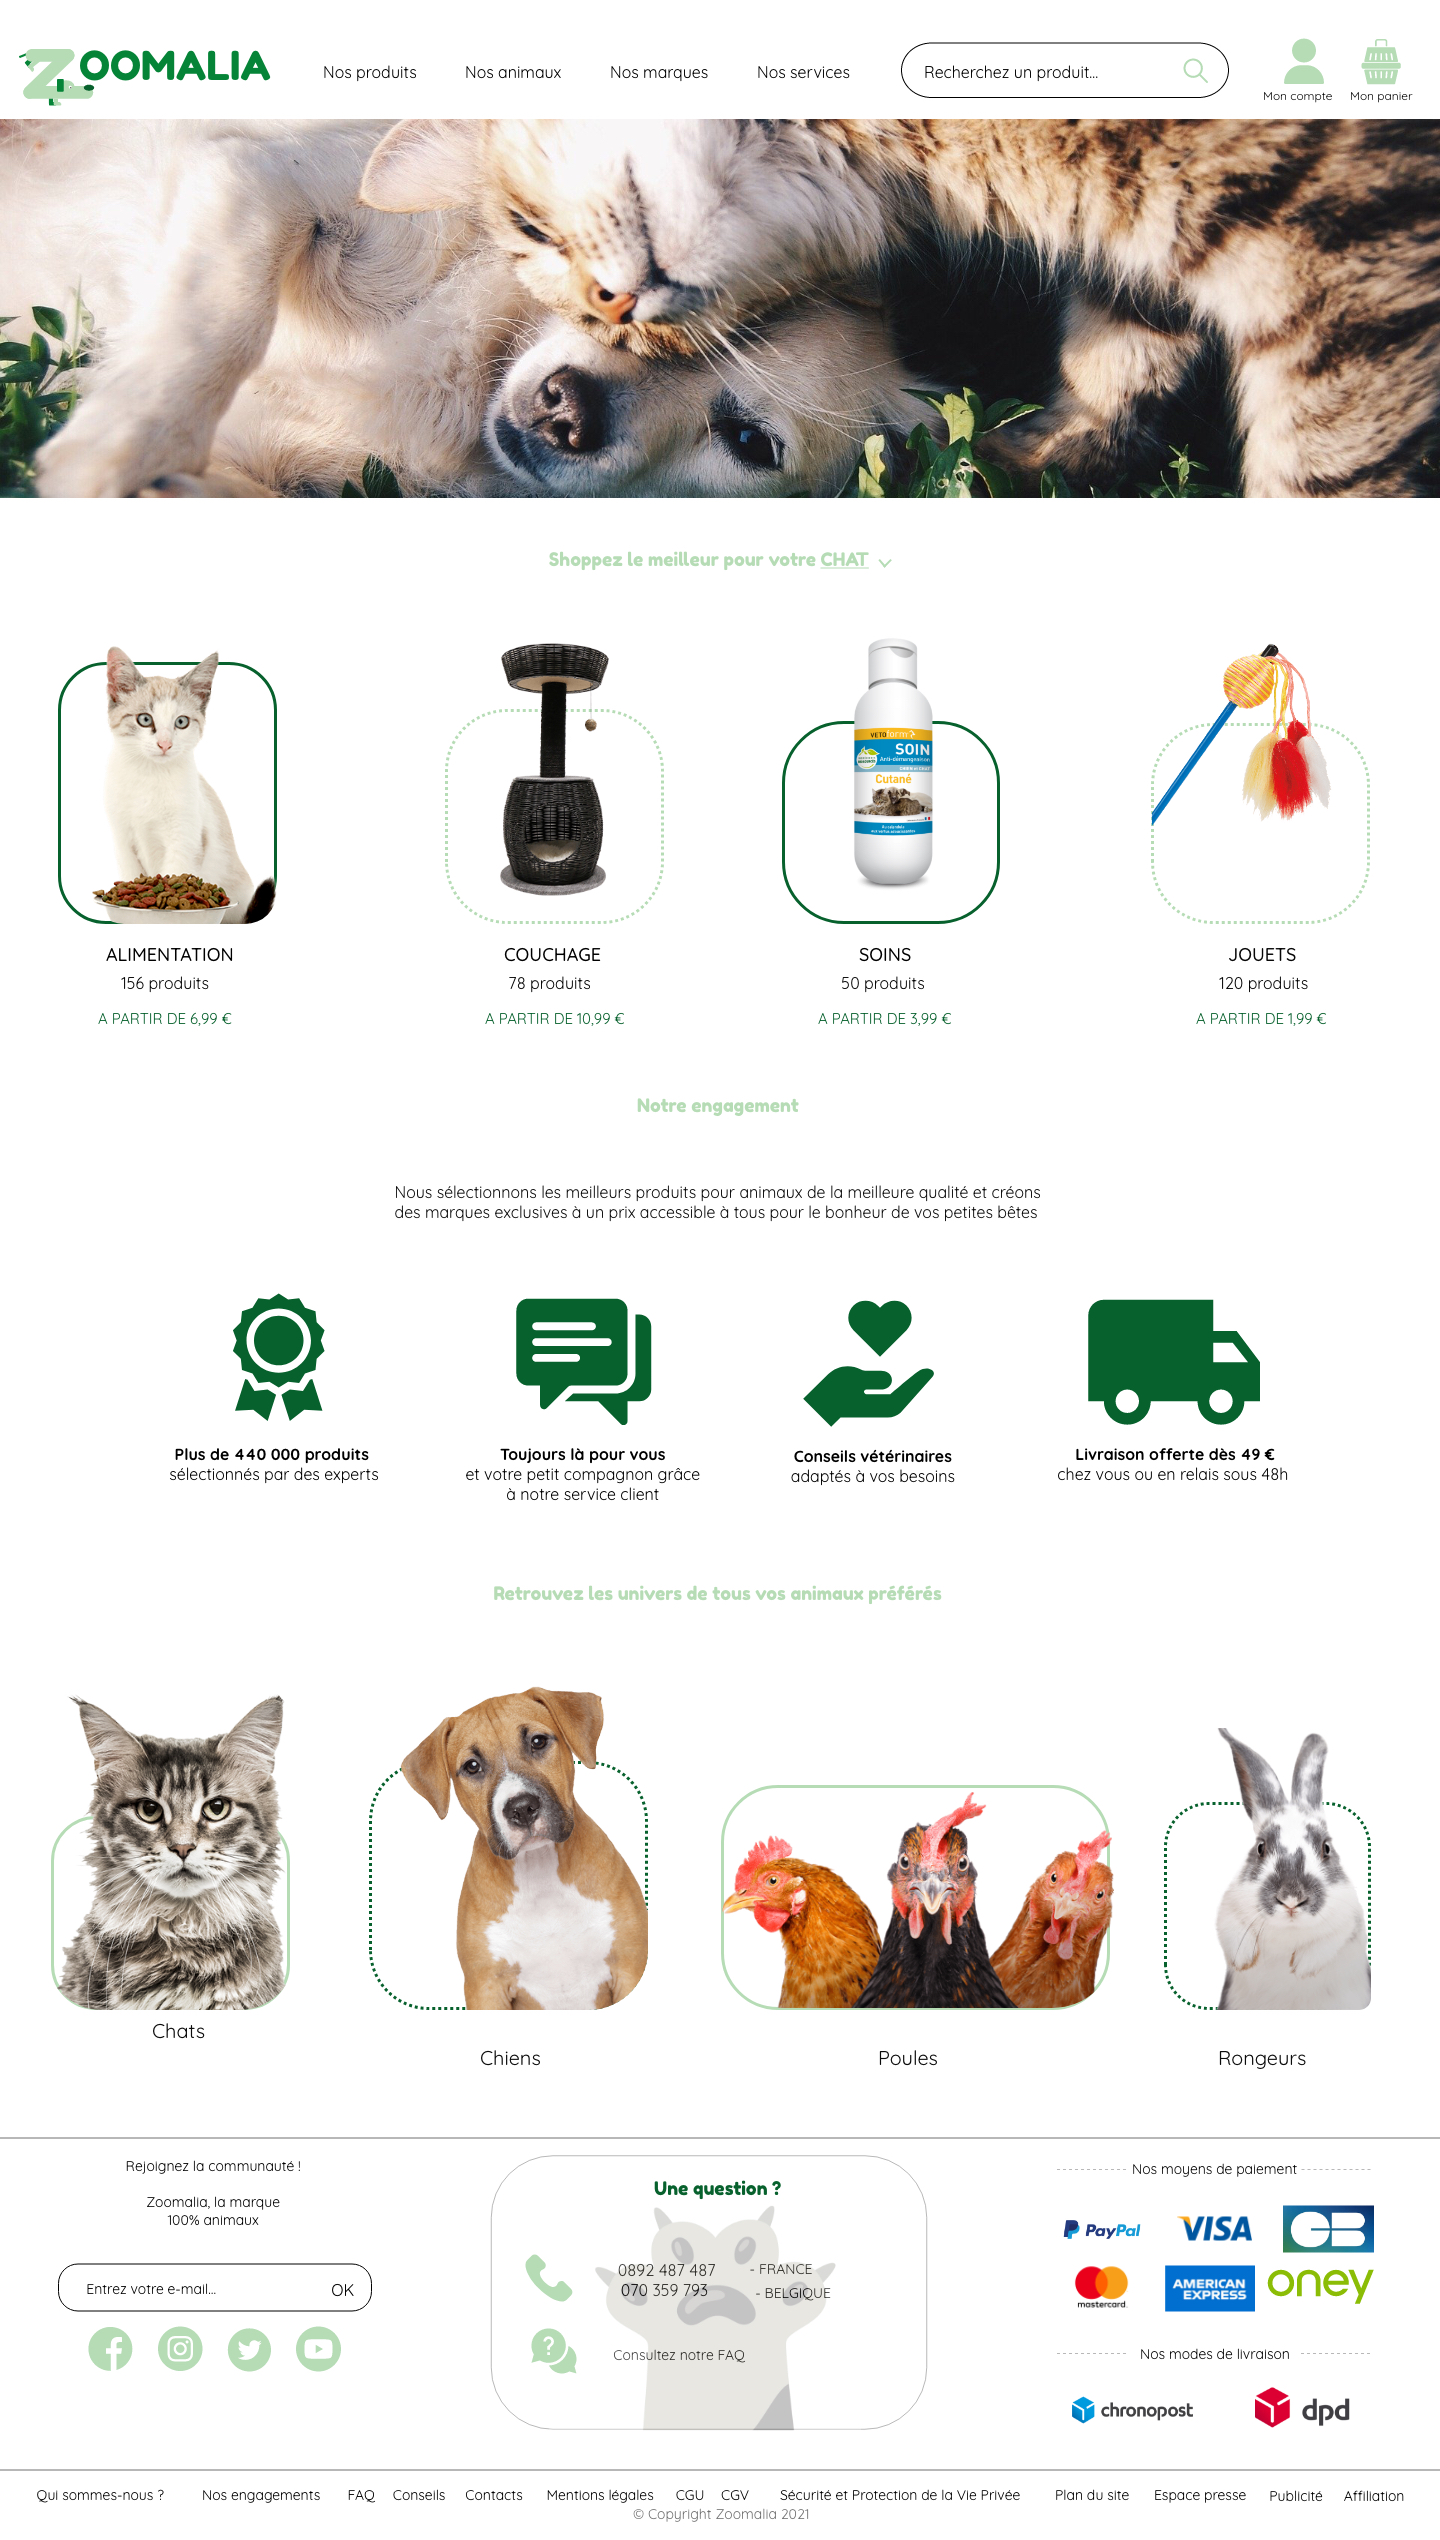 ZOOMALIA
Nos produits
Nos animaux
Nos marques
Nos services
Recherchez un produit...
Mon compte
Mon panier
Shoppez le meilleur pour votre CHAT
VETOform
SOIN
Anti-démangeaison
CHIEN et CHAT
Cutané
ALIMENTATION
156 produits
A PARTIR DE 6,99 €
COUCHAGE
78 produits
A PARTIR DE 10,99 €
SOINS
50 produits
A PARTIR DE 3,99 €
JOUETS
120 produits
A PARTIR DE 1,99 €
Notre engagement
Nous sélectionnons les meilleurs produits pour animaux de la meilleure qualité et créons
des marques exclusives à un prix accessible à tous pour le bonheur de vos petites bêtes
Plus de 440 000 produits
sélectionnés par des experts
Toujours là pour vous
et votre petit compagnon grâce
à notre service client
Conseils vétérinaires
adaptés à vos besoins
Livraison offerte dès 49 €
chez vous ou en relais sous 48h
Retrouvez les univers de tous vos animaux préférés
Chats
Chiens
Poules
Rongeurs
Rejoignez la communauté !
Zoomalia, la marque
100% animaux
Entrez votre e-mail...
OK
Une question ?
0892 487 487 - FRANCE
070 359 793 - BELGIQUE
Consultez notre FAQ
Nos moyens de paiement
PayPal
VISA
CB
mastercard
AMERICAN
EXPRESS
oney
Nos modes de livraison
chronopost
dpd
Qui sommes-nous ?
Nos engagements
FAQ
Conseils
Contacts
Mentions légales
CGU
CGV
Sécurité et Protection de la Vie Privée
Plan du site
Espace presse
Publicité
Affiliation
© Copyright Zoomalia 2021